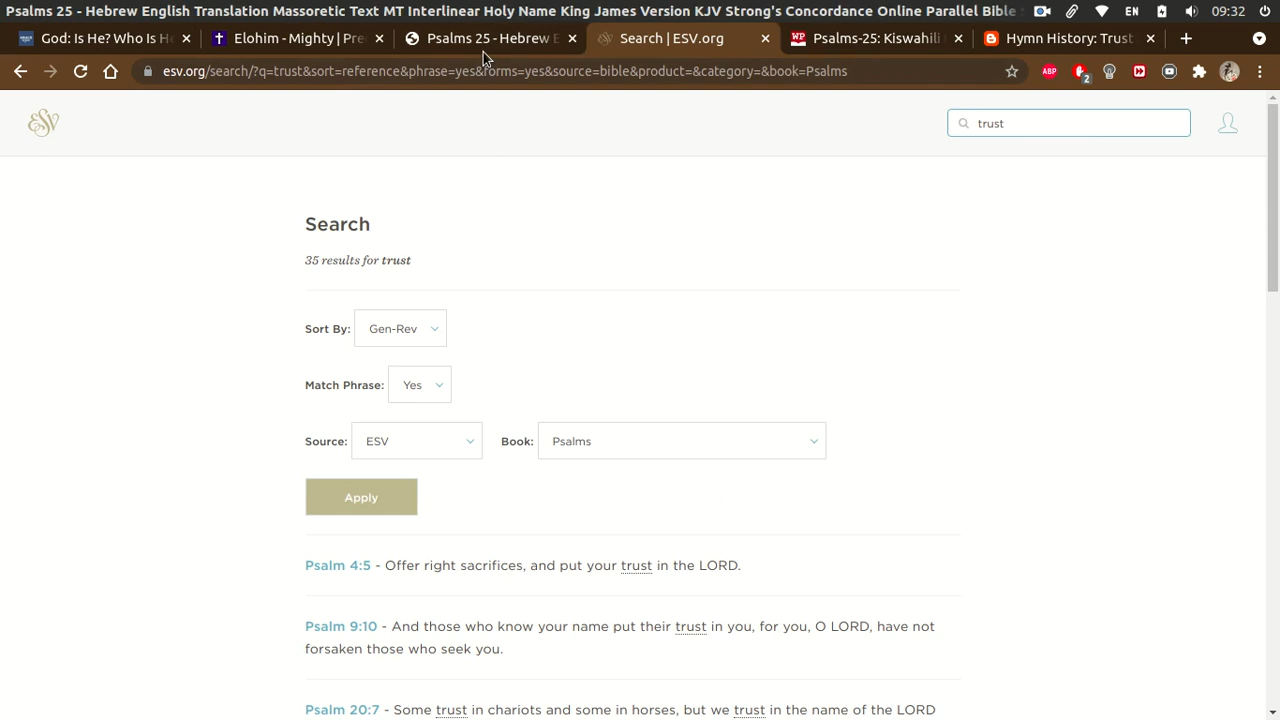 Psalms 25 - Hebrew English Translation Massoretic Text MT Interlinear Holy Name King James Version KJV Strong's Concordance Online Parallel Bible EN 09:32
God: Is He? Who Is He Elohim - Mighty | Pre Psalms 25 - Hebrew E Search | ESV.org Psalms-25: Kiswahili Hymn History: Trust
esv.org/search/?q=trust&sort=reference&phrase=yes&forms=yes&source=bible&product=&category=&book=Psalms ABP 2
ESV trust
Search
35 results for trust
Sort By: Gen-Rev
Match Phrase: Yes
Source: ESV Book: Psalms
Apply
Psalm 4:5 - Offer right sacrifices, and put your trust in the LORD.
Psalm 9:10 - And those who know your name put their trust in you, for you, O LORD, have not
forsaken those who seek you.
Psalm 20:7 - Some trust in chariots and some in horses, but we trust in the name of the LORD